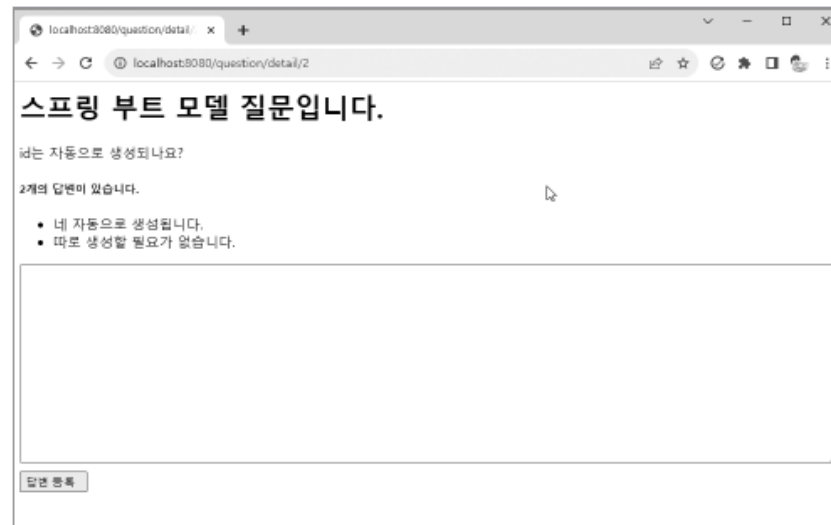 localhost:8080/question/detail/
localhost:8080/question/detail/2
스프링 부트 모델 질문입니다.
id는 자동으로 생성되나요?
2개의 답변이 있습니다.
네 자동으로 생성됩니다.
따로 생성할 필요가 없습니다.
답변 등록